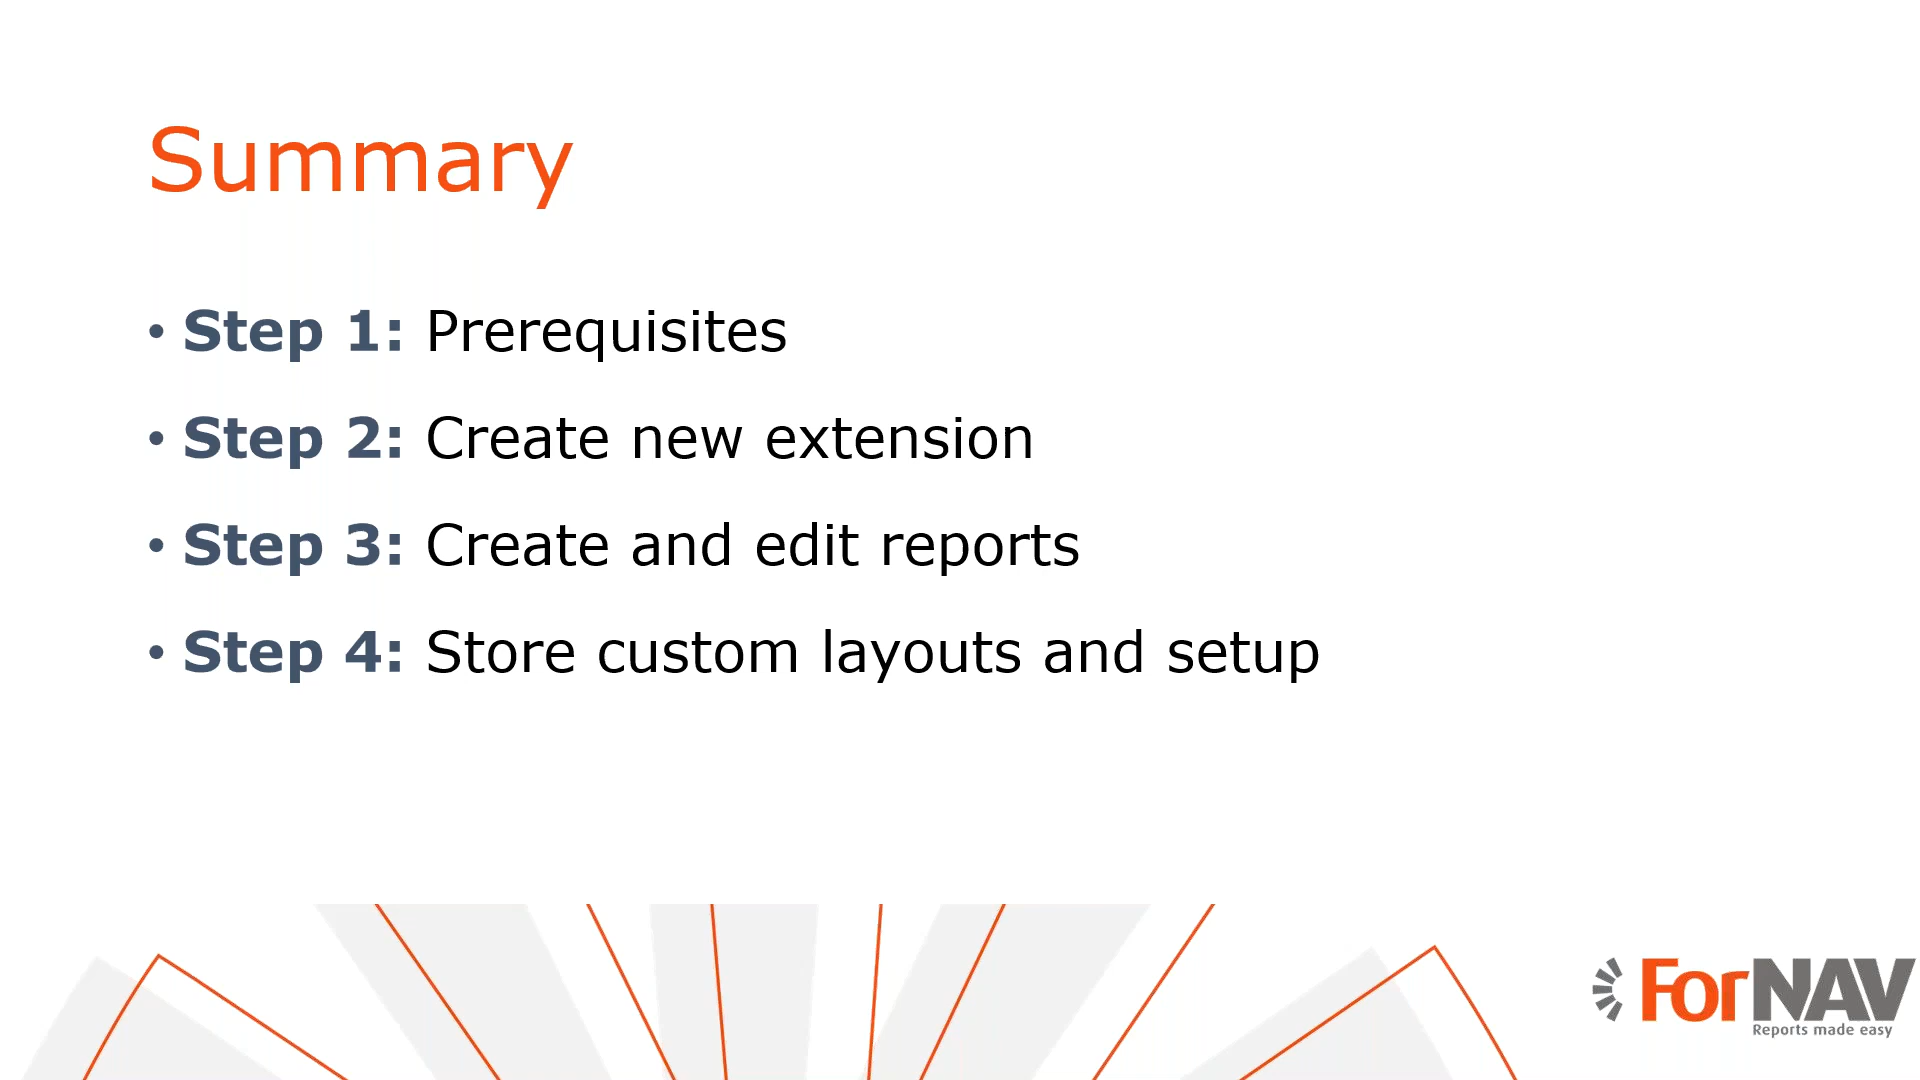 Summary
• Step 1: Prerequisites
• Step 2: Create new extension
• Step 3: Create and edit reports
• Step 4: Store custom layouts and setup
ForNAV
Reports made easy